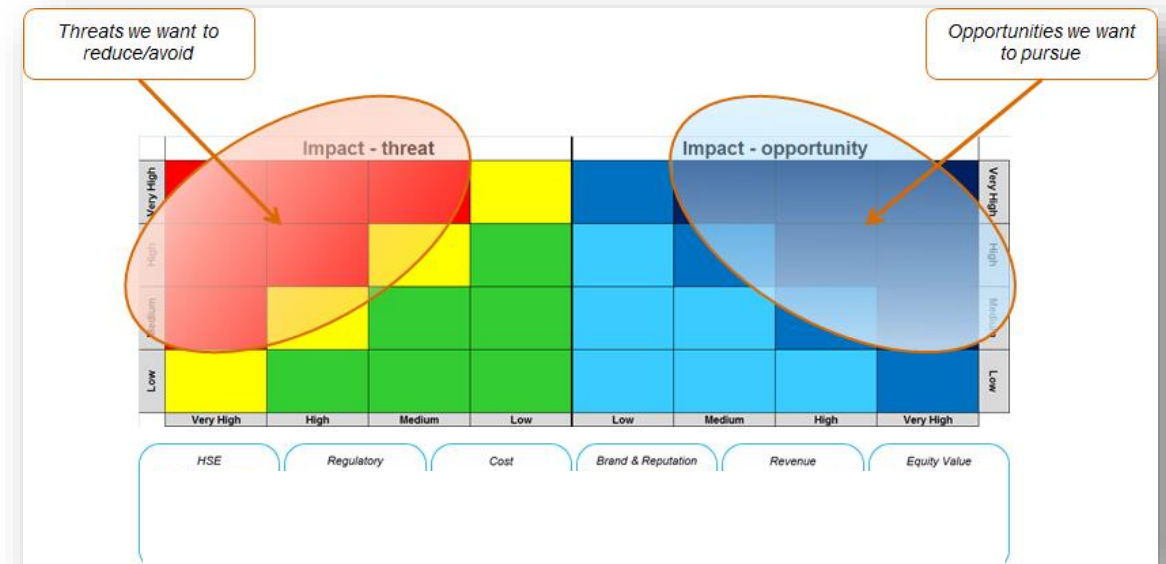 Threats we want to
reduce/avoid
Opportunities we want
to pursue
Impact - threat
Impact - opportunity
Very High
Very High
High
High
Medium
Medium
Low
Low
Very High
High
Medium
Low
Low
Medium
High
Very High
HSE
Regulatory
Cost
Brand & Reputation
Revenue
Equity Value